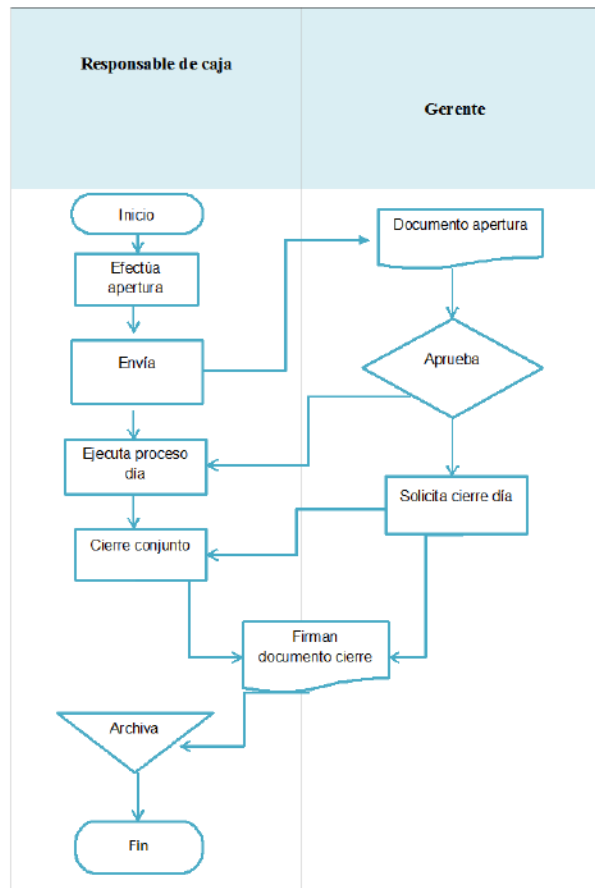 Responsable de caja
Gerente
Inicio
Documento apertura
Efectúa
apertura
Envía
Aprueba
Ejecuta proceso
día
Solicita cierre día
Cierre conjunto
Firman
documento cierre
Archiva
Fin